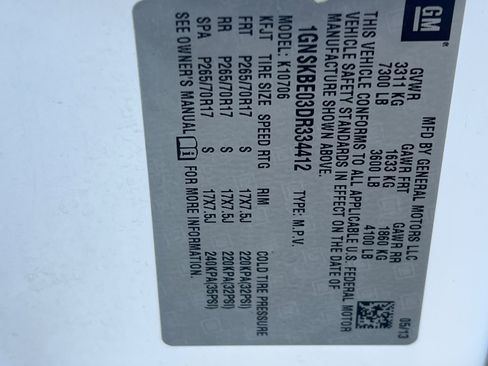 GM
MFD BY GENERAL MOTORS LLC
05/13
GVWR GAWR FRT GAWR RR
3311 KG 1633 KG 1860 KG
7300 LB 3600 LB 4100 LB
THIS VEHICLE CONFORMS TO ALL APPLICABLE U.S. FEDERAL MOTOR
VEHICLE SAFETY STANDARDS IN EFFECT ON THE DATE OF
MANUFACTURE SHOWN ABOVE.
1GNSKBE03DR334412 TYPE: M.P.V.
MODEL: K10706
KFJT TIRE SIZE SPEED RTG RIM COLD TIRE PRESSURE
FRT P265/70R17 S 17X7.5J 220KPA(32PSI)
RR P265/70R17 S 17X7.5J 220KPA(32PSI)
SPA P265/70R17 S 17X7.5J 240KPA(35PSI)
SEE OWNER'S MANUAL i FOR MORE INFORMATION.